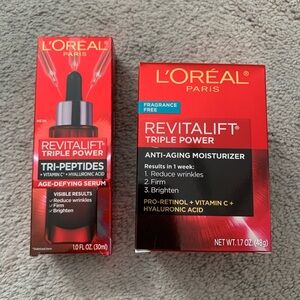 L'ORÉAL
PARIS
NEW
REVITALIFT®
TRIPLE POWER
TRI-PEPTIDES
+ VITAMIN C + HYALURONIC ACID
AGE-DEFYING SERUM
VISIBLE RESULTS
✓Reduce wrinkles
✓Firm
✓Brighten
1.0 FL OZ (30ml)
L'ORÉAL®
PARIS
FRAGRANCE
FREE
REVITALIFT®
TRIPLE POWER
ANTI-AGING MOISTURIZER
Results in 1 week:
1. Reduce wrinkles
2. Firm
3. Brighten
PRO-RETINOL + VITAMIN C +
HYALURONIC ACID
NET WT. 1.7 OZ. (48g)